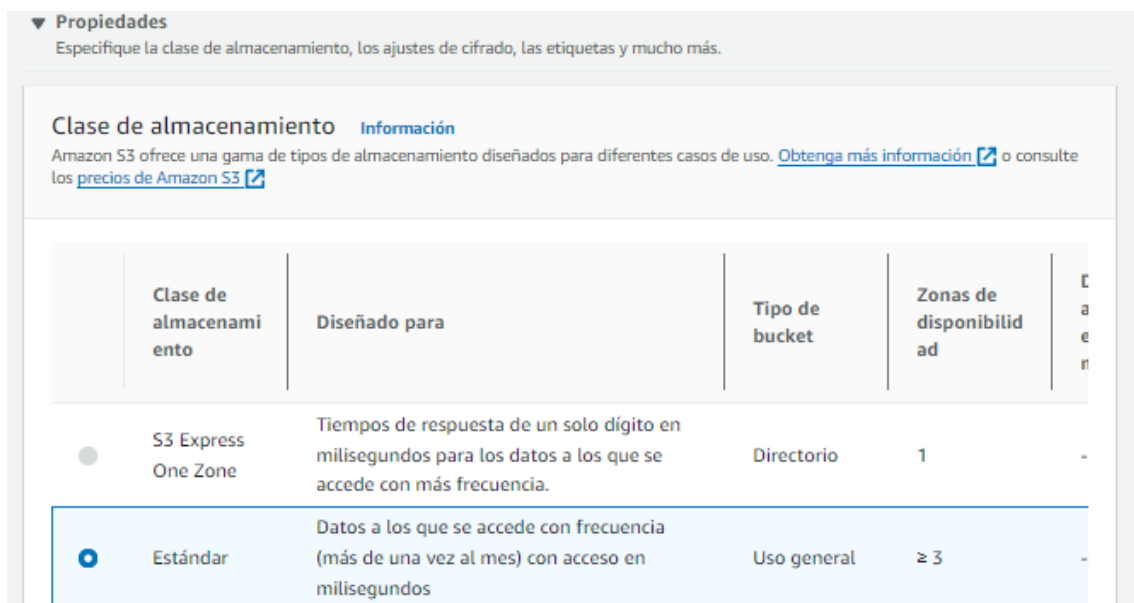 Propiedades
Especifique la clase de almacenamiento, los ajustes de cifrado, las etiquetas y mucho más.
Clase de almacenamiento Información
Amazon S3 ofrece una gama de tipos de almacenamiento diseñados para diferentes casos de uso. Obtenga más información o consulte
los precios de Amazon S3
Clase de
almacenami
ento
Diseñado para
Tipo de
bucket
Zonas de
disponibilid
ad
S3 Express
One Zone
Tiempos de respuesta de un solo dígito en
milisegundos para los datos a los que se
accede con más frecuencia.
Directorio
1
-
Estándar
Datos a los que se accede con frecuencia
(más de una vez al mes) con acceso en
milisegundos
Uso general
≥ 3
-